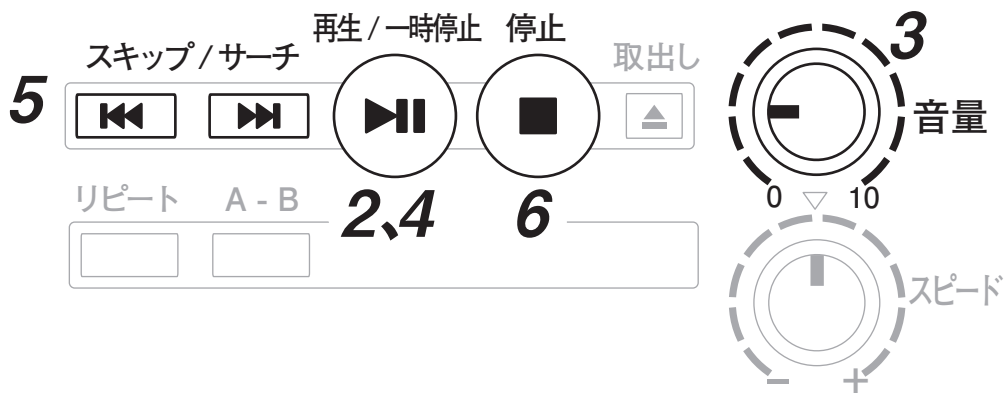 再生 / 一時停止 停止
スキップ / サーチ 取出し
3
5
音量
リピート A - B
2、4 6
0 10
スピード
- +